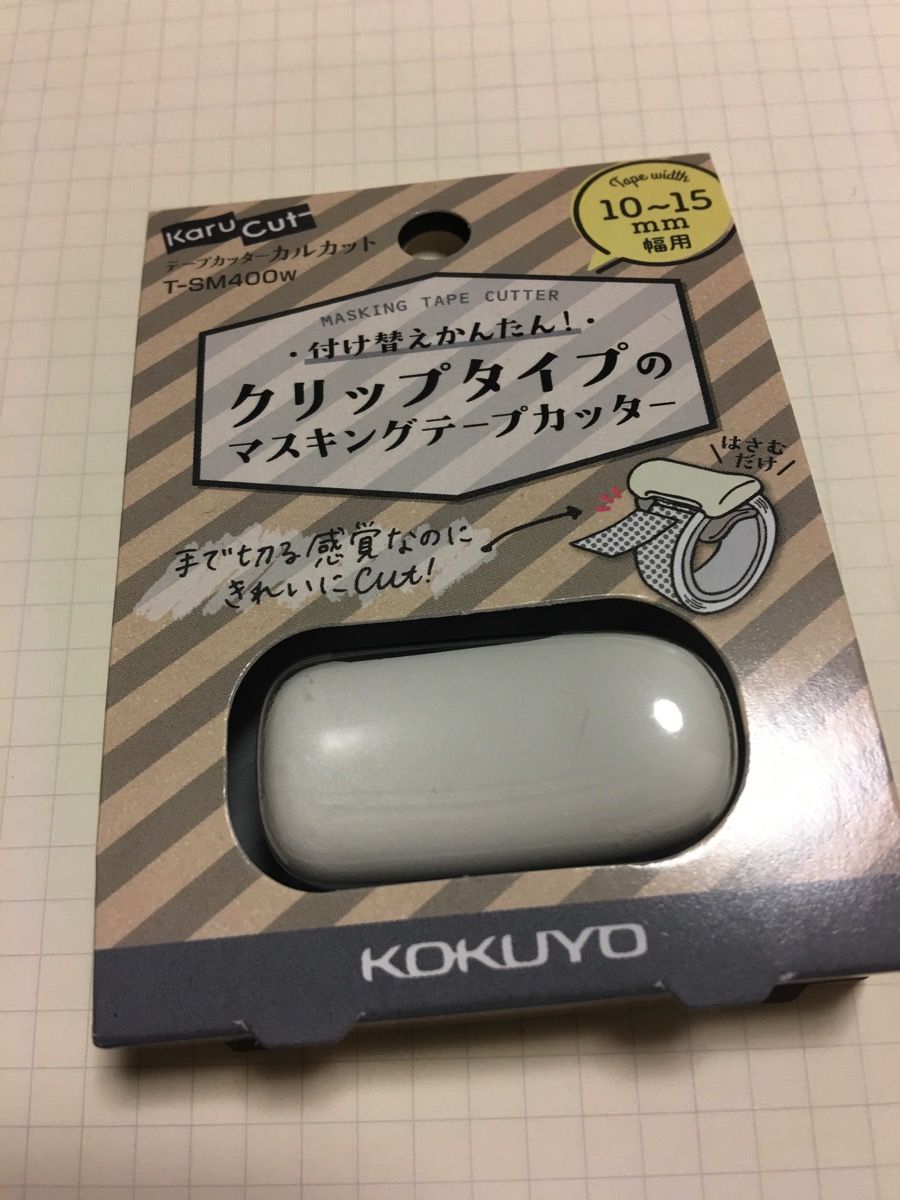 Karu Cut
テープカッターカルカット
T-SM400W
Tape width
10~15
mm
幅用
MASKING TAPE CUTTER
・付け替えかんたん!・
クリップタイプの
マスキングテープカッター
はさむ
だけ
手で切る感覚なのに
きれいにCut!
KOKUYO